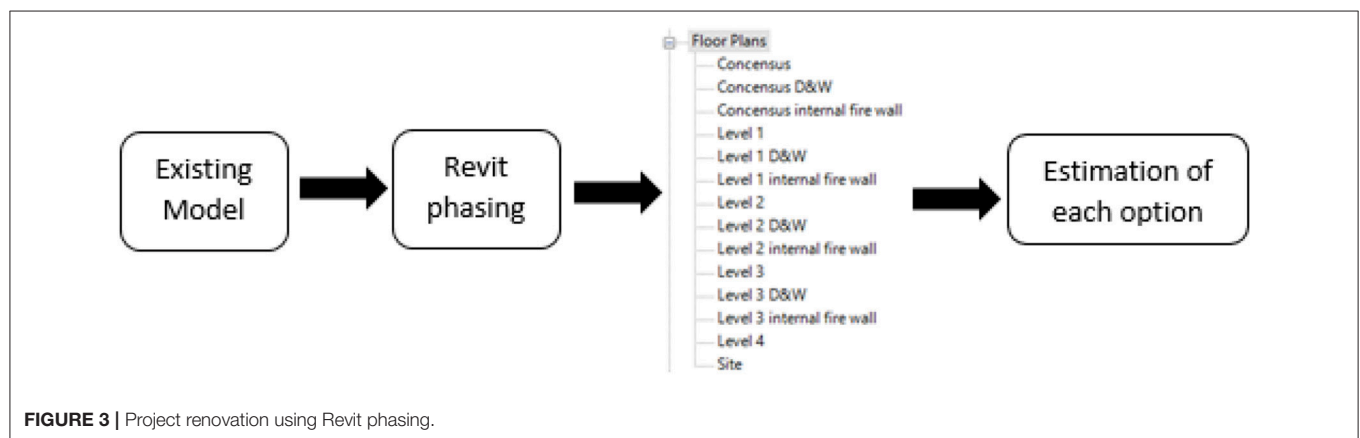 Existing
Model
Revit
phasing
Floor Plans
Concensus
Concensus D&W
Concensus internal fire wall
Level 1
Level 1 D&W
Level 1 internal fire wall
Level 2
Level 2 D&W
Level 2 internal fire wall
Level 3
Level 3 D&W
Level 3 internal fire wall
Level 4
Site
Estimation of
each option
FIGURE 3 | Project renovation using Revit phasing.